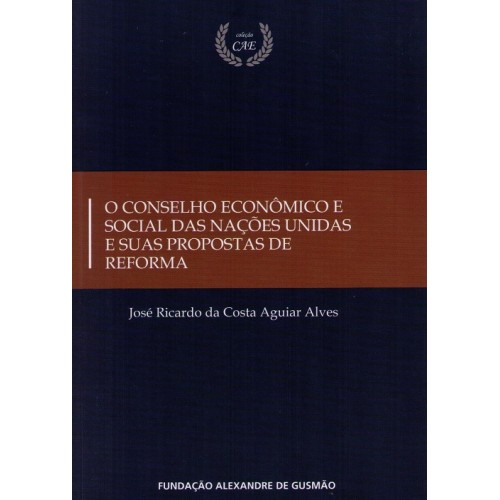 coleção
CAE
O CONSELHO ECONÔMICO E
SOCIAL DAS NAÇÕES UNIDAS
E SUAS PROPOSTAS DE
REFORMA
José Ricardo da Costa Aguiar Alves
FUNDAÇÃO ALEXANDRE DE GUSMÃO